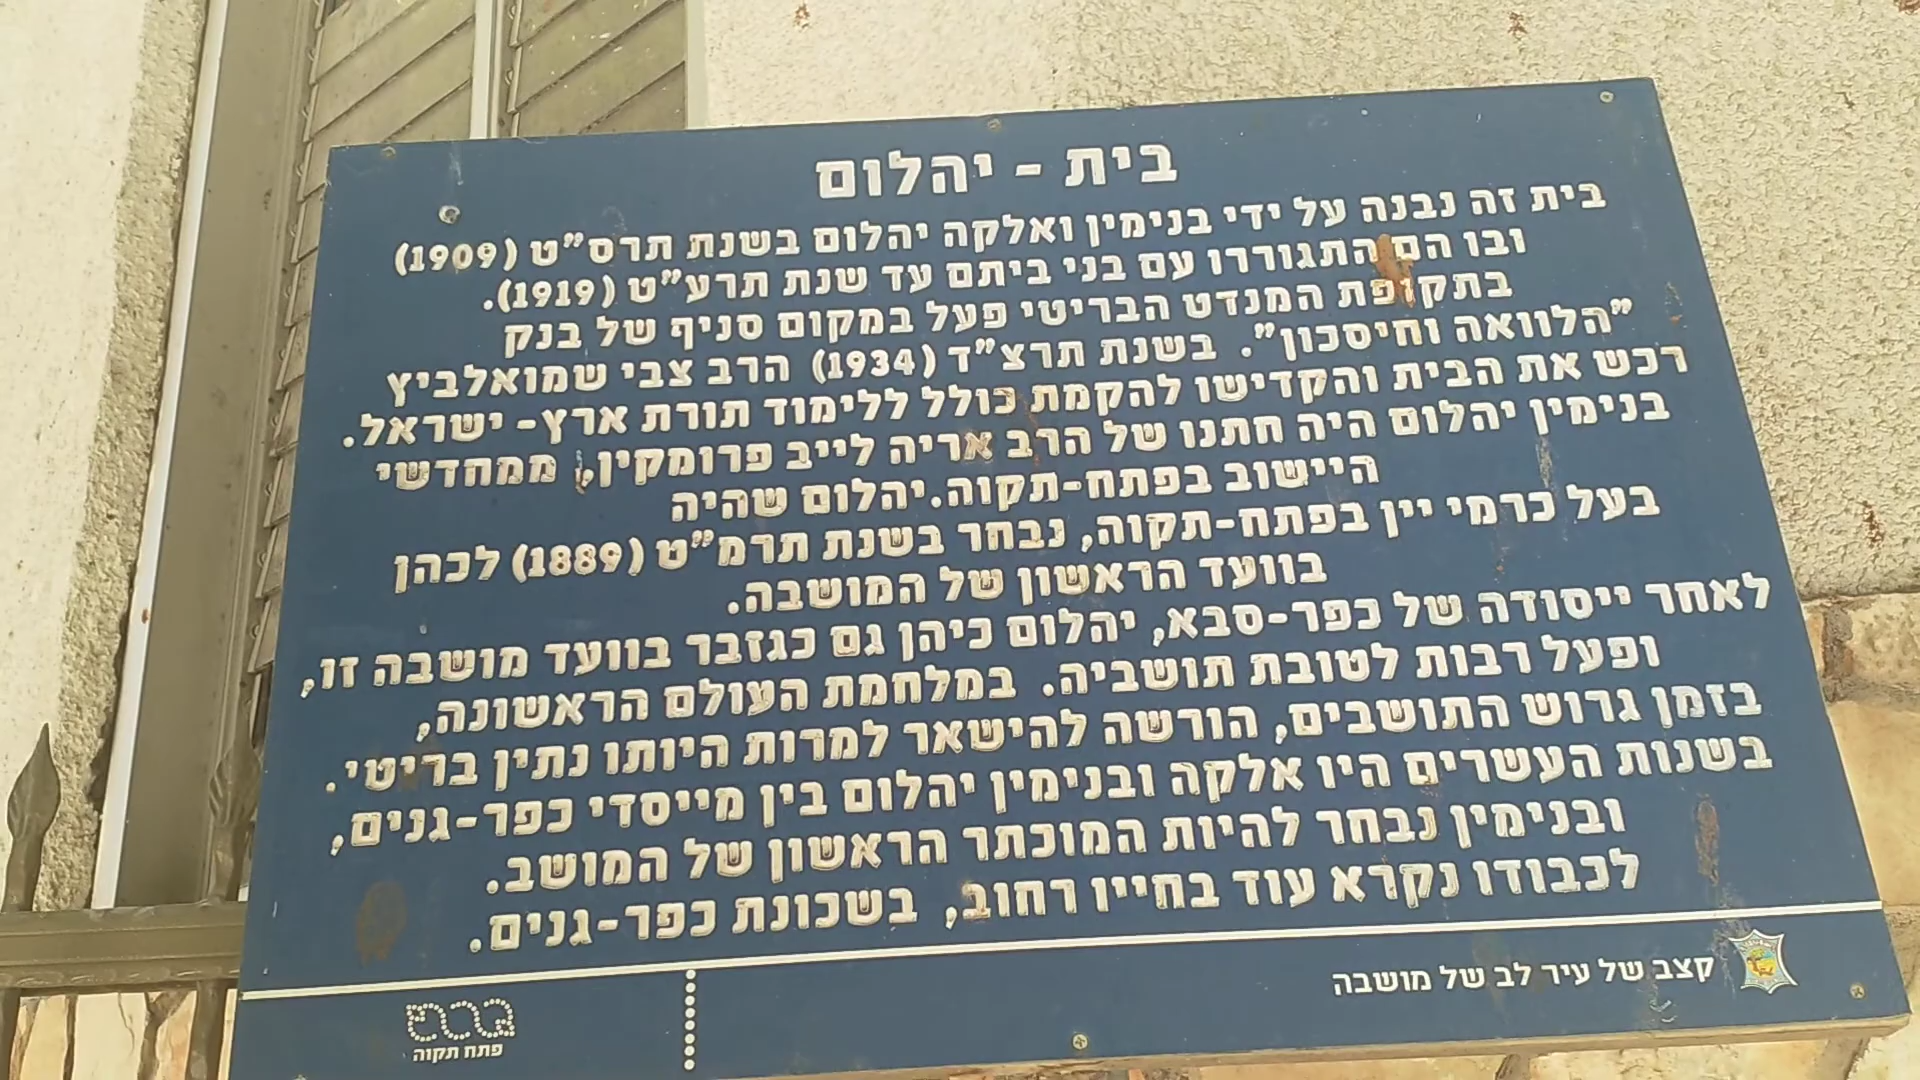 בית - יהלום
בית זה נבנה על ידי בנימין ואלקה יהלום בשנת תרס"ט (1909)
ובו הם התגוררו עם בני ביתם עד שנת תרע"ט (1919).
בתקופת המנדט הבריטי פעל במקום סניף של בנק
"הלוואה וחיסכון". בשנת תרצ"ד (1934) הרב צבי שמואלביץ
רכש את הבית והקדישו להקמת כולל ללימוד תורת ארץ- ישראל.
בנימין יהלום היה חתנו של הרב אריה לייב פרומקין, ממחדשי
היישוב בפתח-תקוה. יהלום שהיה
בעל כרמי יין בפתח-תקוה, נבחר בשנת תרמ"ט (1889) לכהן
בוועד הראשון של המושבה.
לאחר ייסודה של כפר-סבא, יהלום כיהן גם כגזבר בוועד מושבה זו,
ופעל רבות לטובת תושביה. במלחמת העולם הראשונה,
בזמן גרוש התושבים, הורשה להישאר למרות היותו נתין בריטי.
בשנות העשרים היו אלקה ובנימין יהלום בין מייסדי כפר-גנים,
ובנימין נבחר להיות המוכתר הראשון של המושב.
לכבודו נקרא עוד בחייו רחוב, בשכונת כפר-גנים.
קצב של עיר לב של מושבה
פתח תקוה